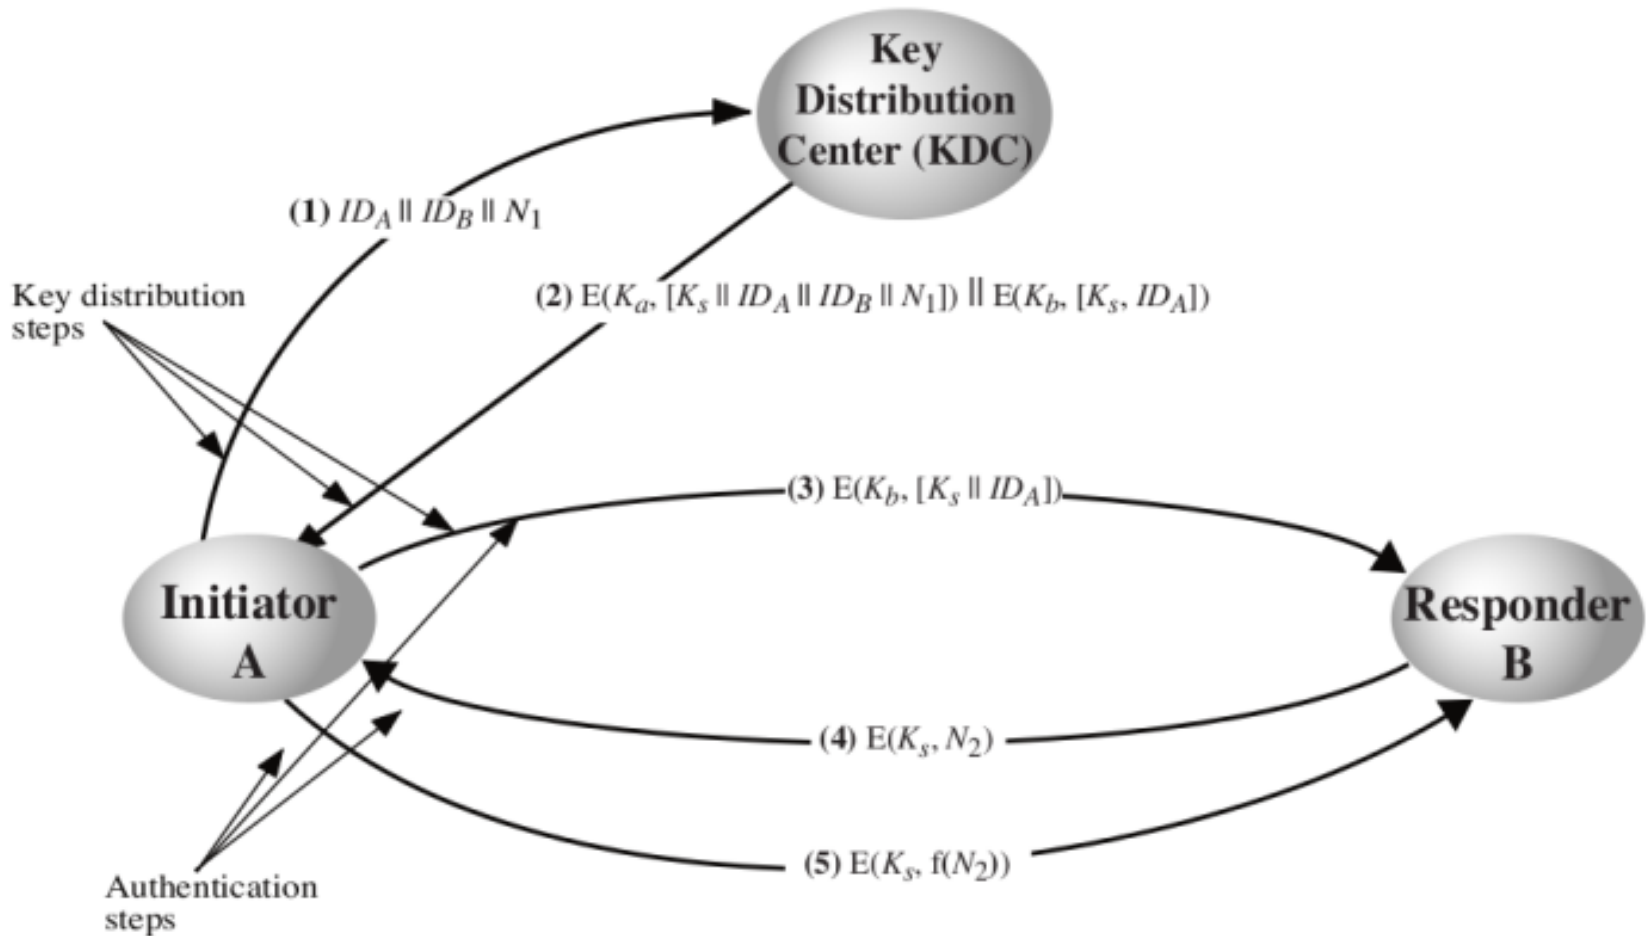 Key
Distribution
Center (KDC)
(1) ID_A || ID_B || N_1
(2) E(K_a, [K_s || ID_A || ID_B || N_1]) || E(K_b, [K_s, ID_A])
Key distribution
steps
(3) E(K_b, [K_s || ID_A])
Initiator
A
Responder
B
(4) E(K_s, N_2)
(5) E(K_s, f(N_2))
Authentication
steps